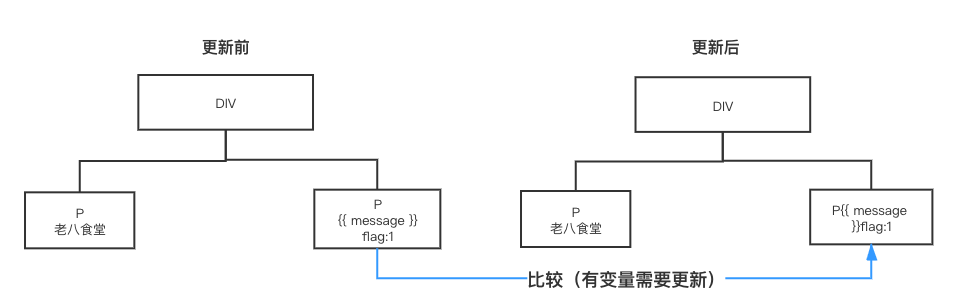 更新前
更新后
DIV
DIV
P
老八食堂
P
{{ message }}
flag:1
P
老八食堂
P{{ message
}}flag:1
比较（有变量需要更新）